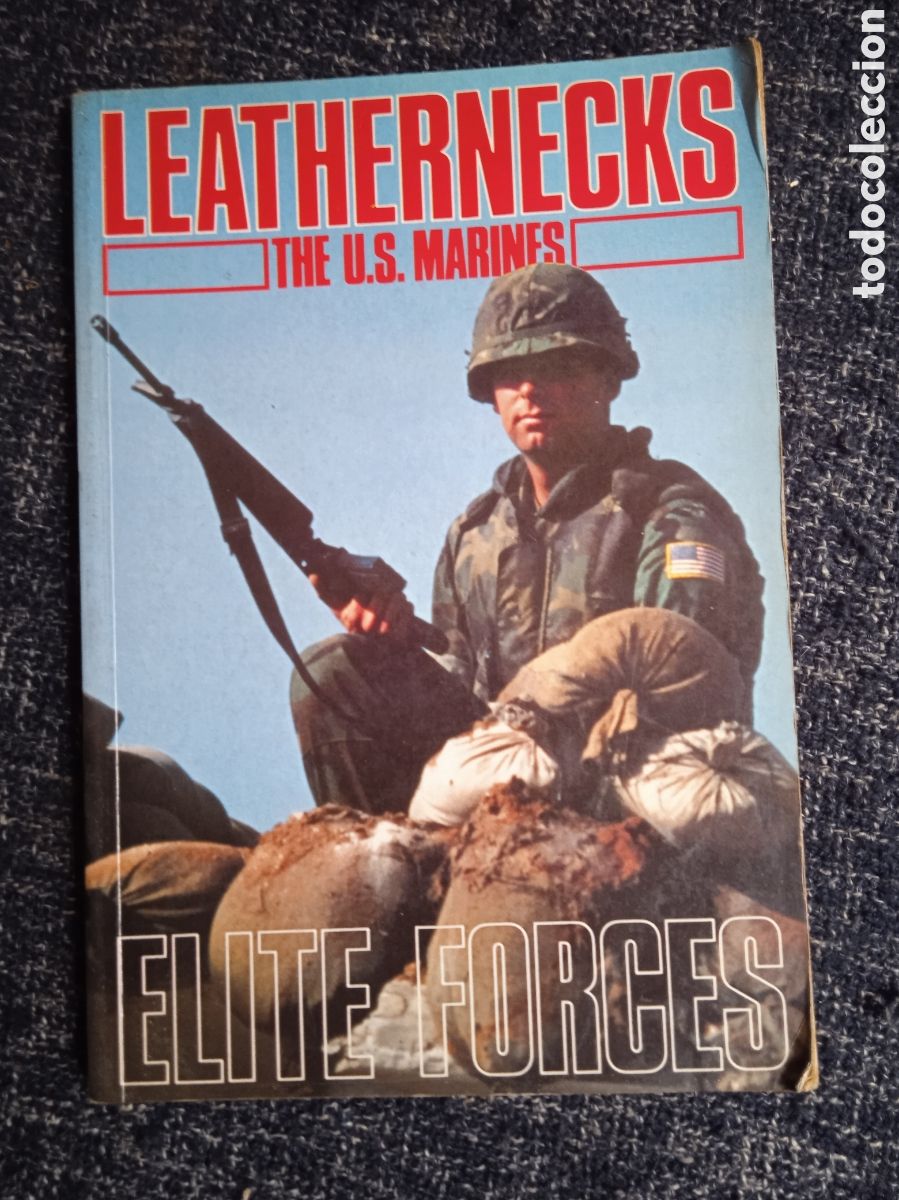 LEATHERNECKS
THE U.S. MARINES
ELITE FORCES
todocoleccion